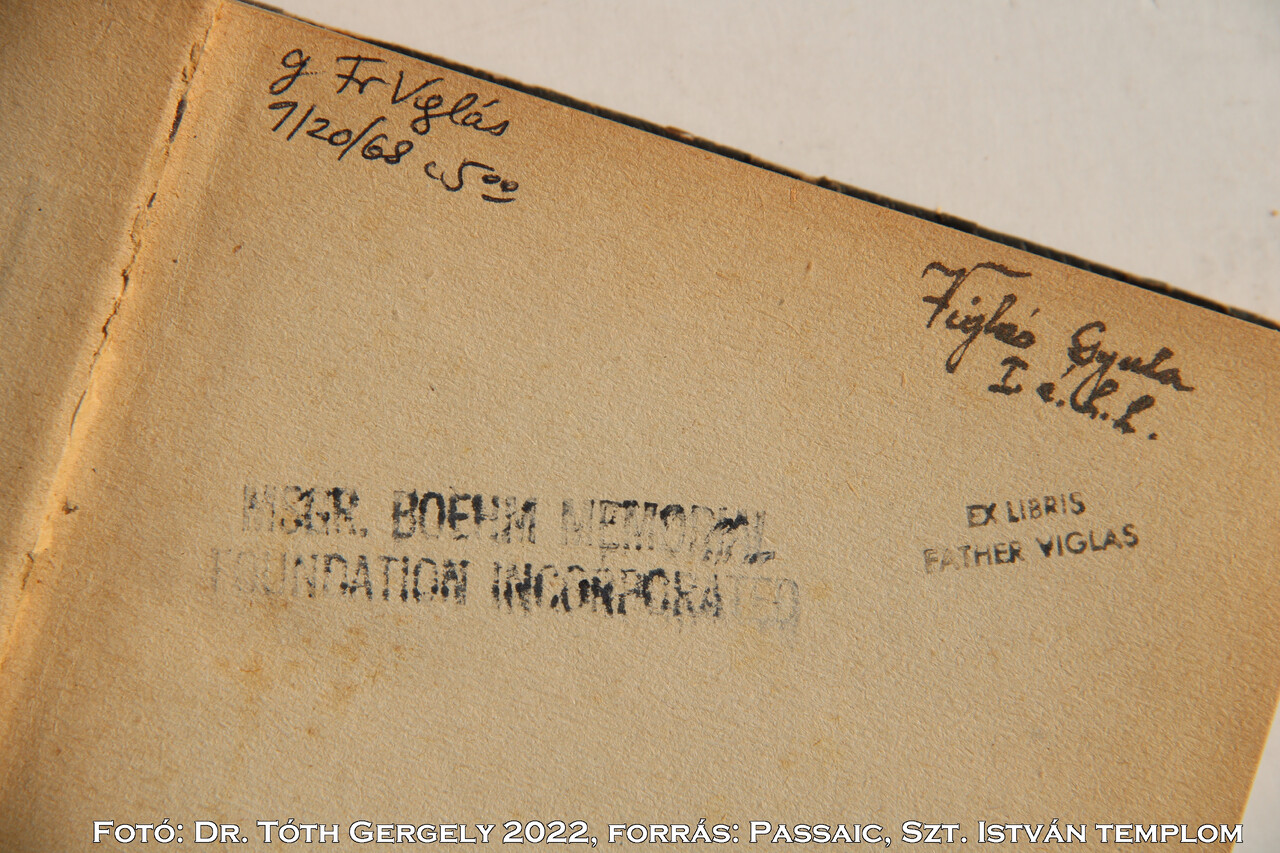 g Fr Viglás
7/20/68 c 5 00
Viglás Gyula
I é. h. h.
MSGR. BOEHM MEMORIAL
FOUNDATION INCORPORATED
EX LIBRIS
FATHER VIGLAS
FOTÓ: DR. TÓTH GERGELY 2022, FORRÁS: PASSAIC, SZT. ISTVÁN TEMPLOM